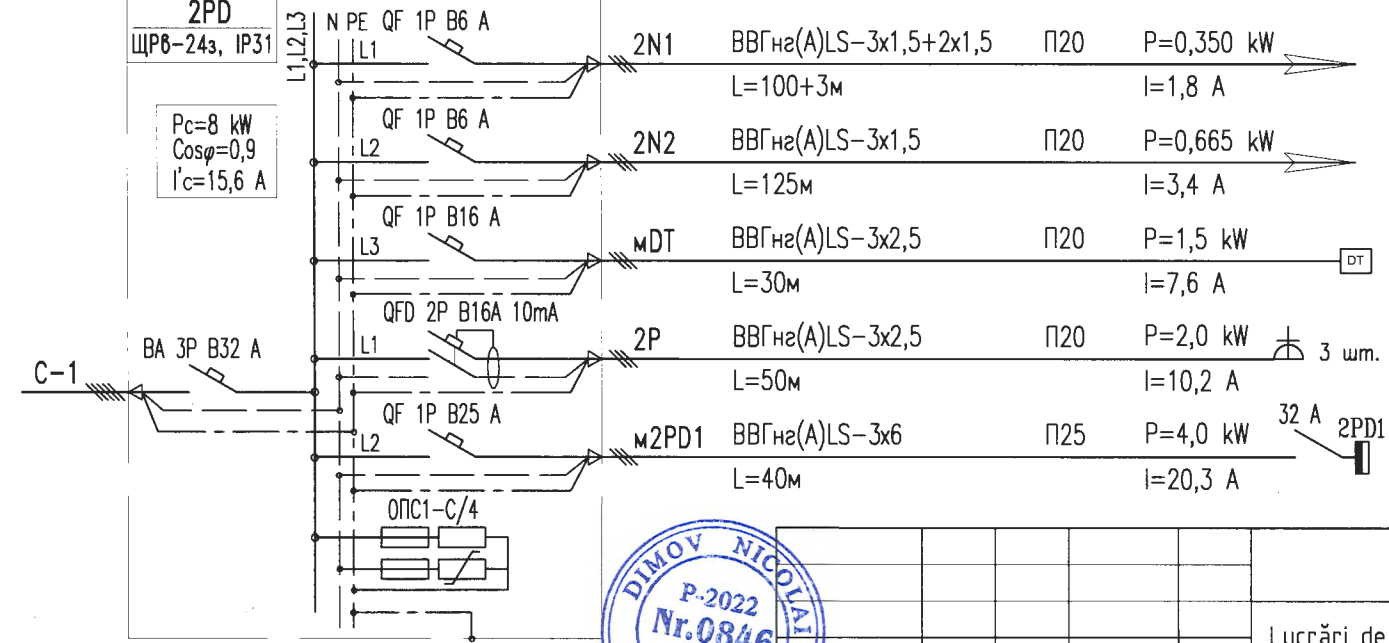 2PD
ЩРв-24з, IP31
L1,L2,L3
N PE
QF 1P B6 A
L1
2N1
ВВГнг(А)LS-3x1,5+2x1,5
П20
P=0,350 kW
L=100+3м
I=1,8 A
Pc=8 kW
Cosφ=0,9
I'c=15,6 A
QF 1P B6 A
L2
2N2
ВВГнг(А)LS-3x1,5
П20
P=0,665 kW
L=125м
I=3,4 A
QF 1P B16 A
L3
мDT
ВВГнг(А)LS-3x2,5
П20
P=1,5 kW
DT
L=30м
I=7,6 A
QFD 2P B16A 10mA
L1
2P
ВВГнг(А)LS-3x2,5
П20
P=2,0 kW
3 шт.
L=50м
I=10,2 A
C-1
BA 3P B32 A
QF 1P B25 A
L2
м2PD1
ВВГнг(А)LS-3x6
П25
P=4,0 kW
32 A
2PD1
L=40м
I=20,3 A
ОПС1-С/4
DIMOV NICOLAI
P-2022
Nr.0846
Lucrări de